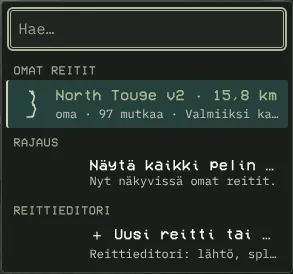 Hae…
OMAT REITIT
North Touge v2 · 15,8 km
oma · 97 mutkaa · Valmiiksi ka…
RAJAUS
Näytä kaikki pelin …
Nyt näkyvissä omat reitit.
REITTIEDITORI
+ Uusi reitti tai …
Reittieditori: lähtö, spl…